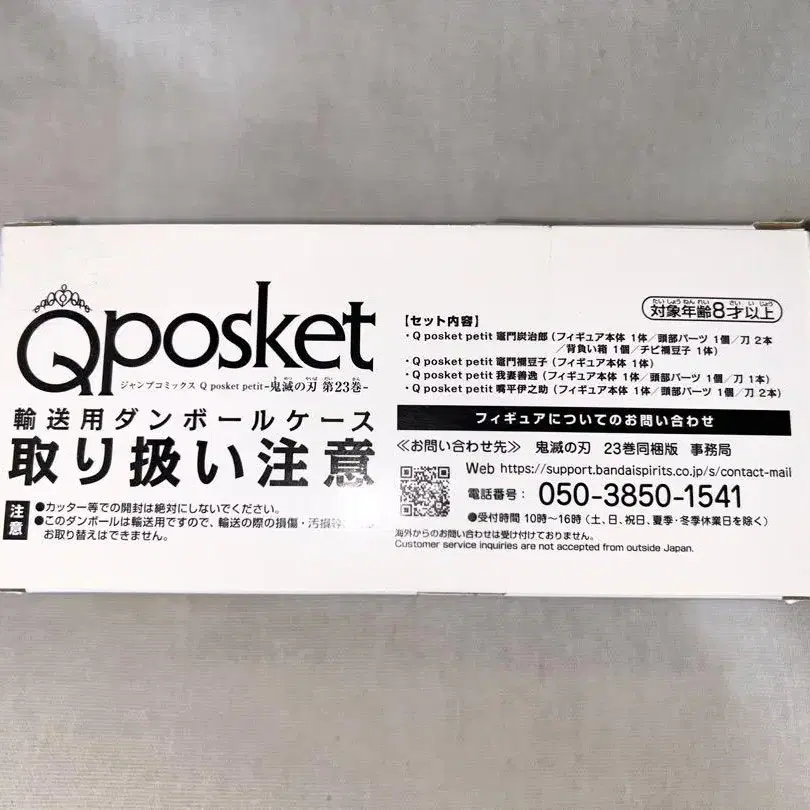 Qposket
ジャンプコミックス Q posket petit-鬼滅の刃 第23巻-
輸送用ダンボールケース
取り扱い注意
注意
●カッター等での開封は絶対にしないでください。
●このダンボールは輸送用ですので、輸送の際の損傷・汚損等
お取り替えはできません。
たいしょうねんれい さいいじょう
対象年齢8才以上
【セット内容】
・Q posket petit 竈門炭治郎（フィギュア本体 1体／頭部パーツ 1個／刀 2本
／背負い箱 1個／チビ禰豆子 1体）
・Q posket petit 竈門禰豆子（フィギュア本体 1体）
・Q posket petit 我妻善逸（フィギュア本体 1体／頭部パーツ 1個／刀 1本）
・Q posket petit 嘴平伊之助（フィギュア本体 1体／頭部パーツ 1個／刀 2本）
フィギュアについてのお問い合わせ
≪お問い合わせ先≫ 鬼滅の刃 23巻同梱版 事務局
Web https://support.bandaispirits.co.jp/s/contact-mail
電話番号： 050-3850-1541
●受付時間 10時～16時（土、日、祝日、夏季・冬季休業日を除く）
海外からのお問い合わせは受け付けておりません。
Customer service inquiries are not accepted from outside Japan.